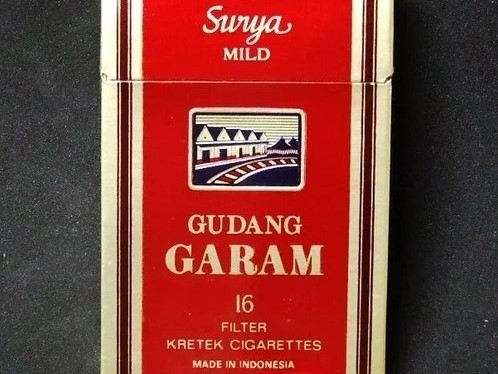 Surya
MILD
GUDANG
GARAM
16
FILTER
KRETEK CIGARETTES
MADE IN INDONESIA